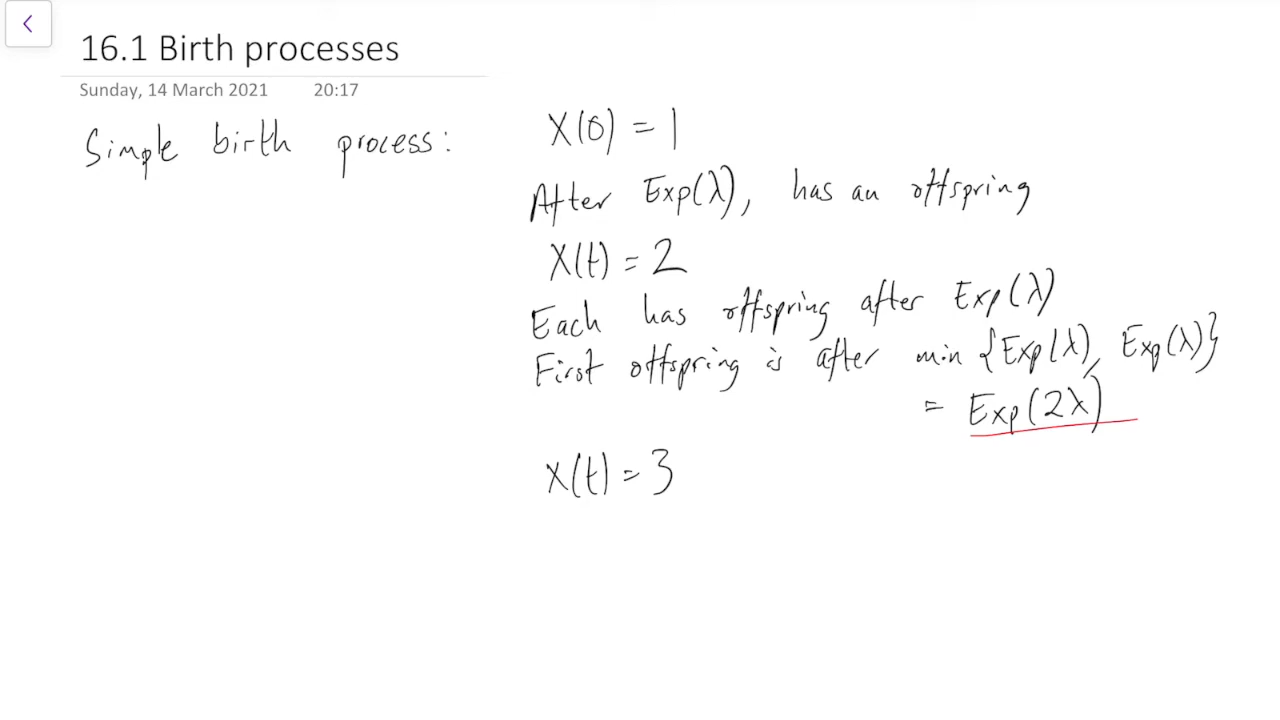 16.1 Birth processes
Sunday, 14 March 2021 20:17
Simple birth process:
X(0) = 1
After Exp(λ), has an offspring
X(t) = 2
Each has offspring after Exp(λ)
First offspring is after min {Exp(λ), Exp(λ)}
= Exp(2λ)
X(t) = 3